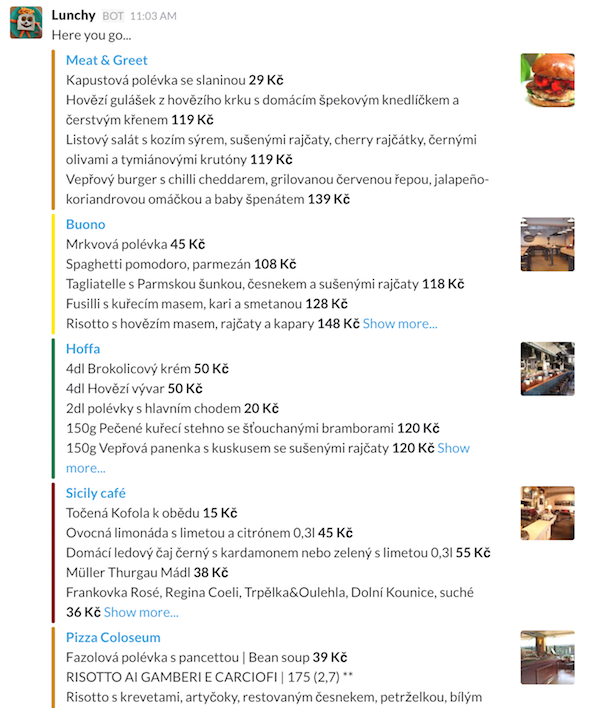 Lunchy BOT 11:03 AM
Here you go...
Meat & Greet
Kapustová polévka se slaninou 29 Kč
Hovězí gulášek z hovězího krku s domácím špekovým knedlíčkem a
čerstvým křenem 119 Kč
Listový salát s kozím sýrem, sušenými rajčaty, cherry rajčátky, černými
olivami a tymiánovými krutóny 119 Kč
Vepřový burger s chilli cheddarem, grilovanou červenou řepou, jalapeño-
koriandrovou omáčkou a baby špenátem 139 Kč
Buono
Mrkvová polévka 45 Kč
Spaghetti pomodoro, parmezán 108 Kč
Tagliatelle s Parmskou šunkou, česnekem a sušenými rajčaty 118 Kč
Fusilli s kuřecím masem, kari a smetanou 128 Kč
Risotto s hovězím masem, rajčaty a kapary 148 Kč Show more...
Hoffa
4dl Brokolicový krém 50 Kč
4dl Hovězí vývar 50 Kč
2dl polévky s hlavním chodem 20 Kč
150g Pečené kuřecí stehno se šťouchanými bramborami 120 Kč
150g Vepřová panenka s kuskusem se sušenými rajčaty 120 Kč Show
more...
Sicily café
Točená Kofola k obědu 15 Kč
Ovocná limonáda s limetou a citrónem 0,3l 45 Kč
Domácí ledový čaj černý s kardamonem nebo zelený s limetou 0,3l 55 Kč
Müller Thurgau Mádl 38 Kč
Frankovka Rosé, Regina Coeli, Trpělka&Oulehla, Dolní Kounice, suché
36 Kč Show more...
Pizza Coloseum
Fazolová polévka s pancettou | Bean soup 39 Kč
RISOTTO AI GAMBERI E CARCIOFI | 175 (2,7) **
Risotto s krevetami, artyčoky, restovaným česnekem, petrželkou, bílým